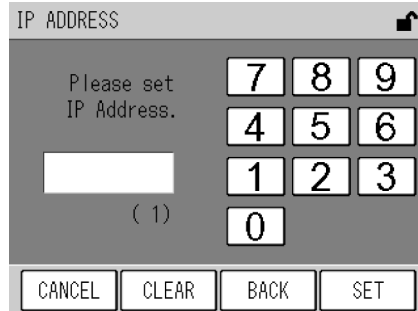 IP ADDRESS
Please set
IP Address.
7 8 9
4 5 6
1 2 3
( 1)
0
CANCEL CLEAR BACK SET